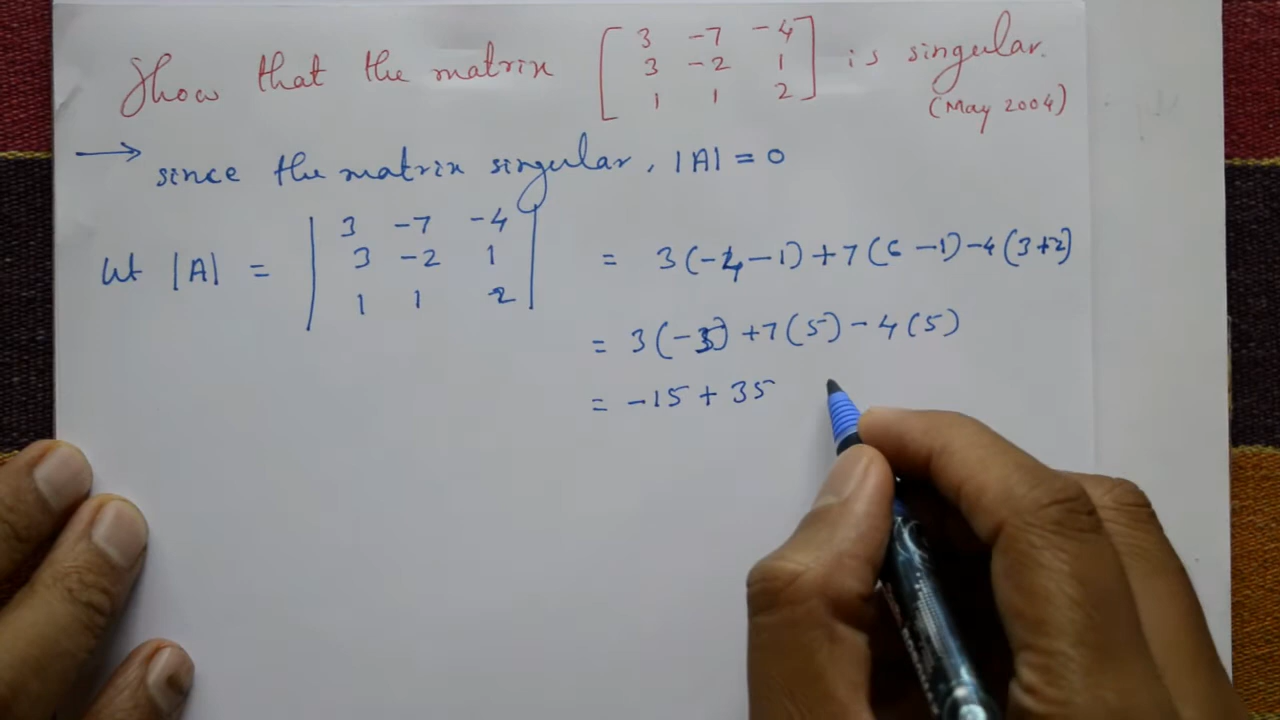 Show that the matrix [ 3 -7 -4
3 -2 1
1 1 2 ] is singular.
(May 2004)
→ since the matrix singular, |A| = 0
let |A| = | 3 -7 -4
3 -2 1
1 1 2 | = 3(-4-1)+7(6-1)-4(3+2)
= 3(-5)+7(5)-4(5)
= -15+35